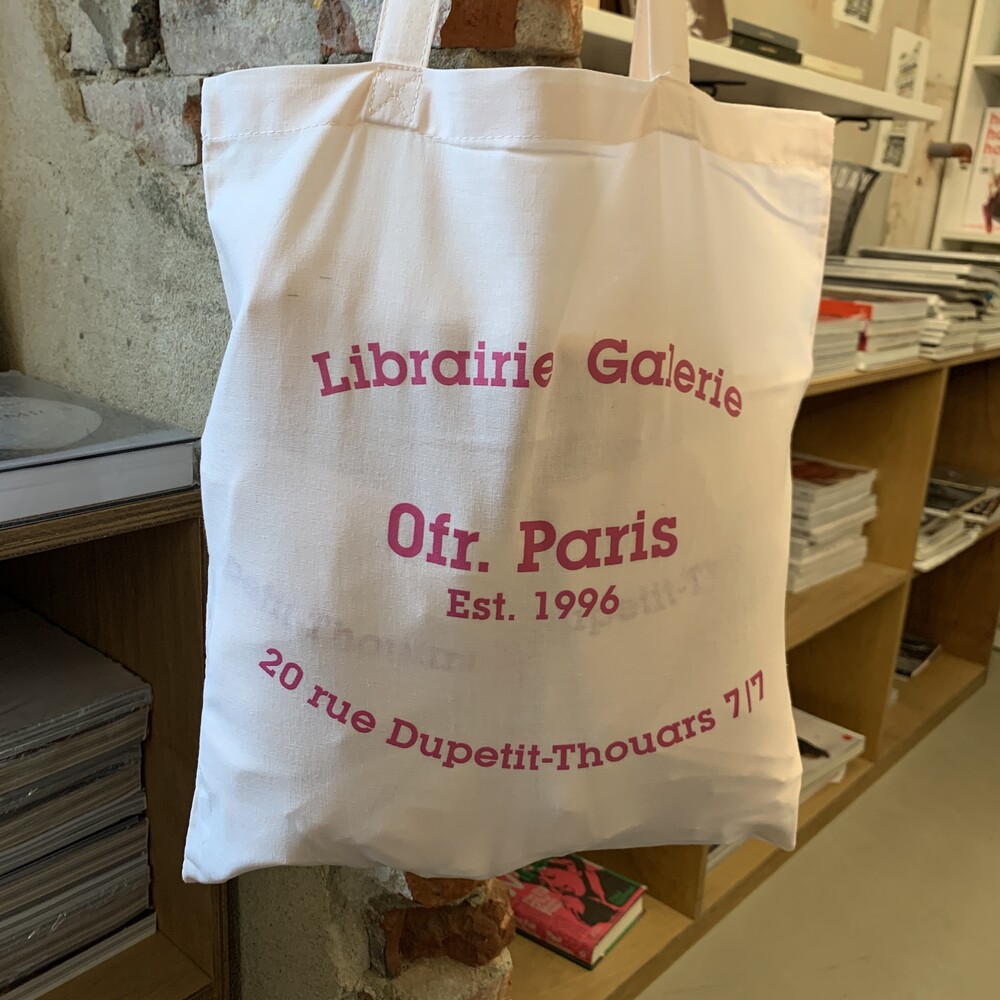 Librairie Galerie
Ofr. Paris
Est. 1996
20 rue Dupetit-Thouars 7/7